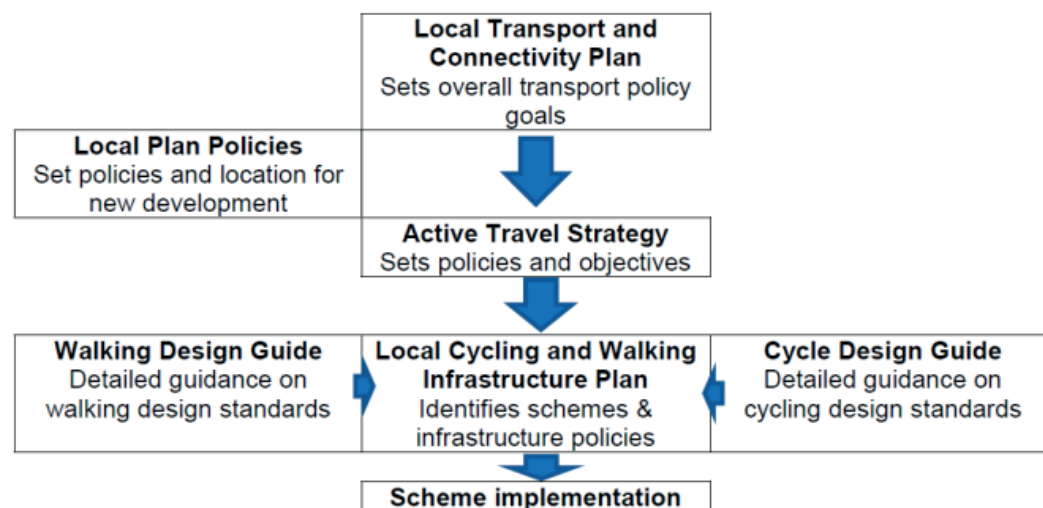 Local Transport and
Connectivity Plan
Sets overall transport policy
goals
Local Plan Policies
Set policies and location for
new development
Active Travel Strategy
Sets policies and objectives
Walking Design Guide
Detailed guidance on
walking design standards
Local Cycling and Walking
Infrastructure Plan
Identifies schemes &
infrastructure policies
Cycle Design Guide
Detailed guidance on
cycling design standards
Scheme implementation